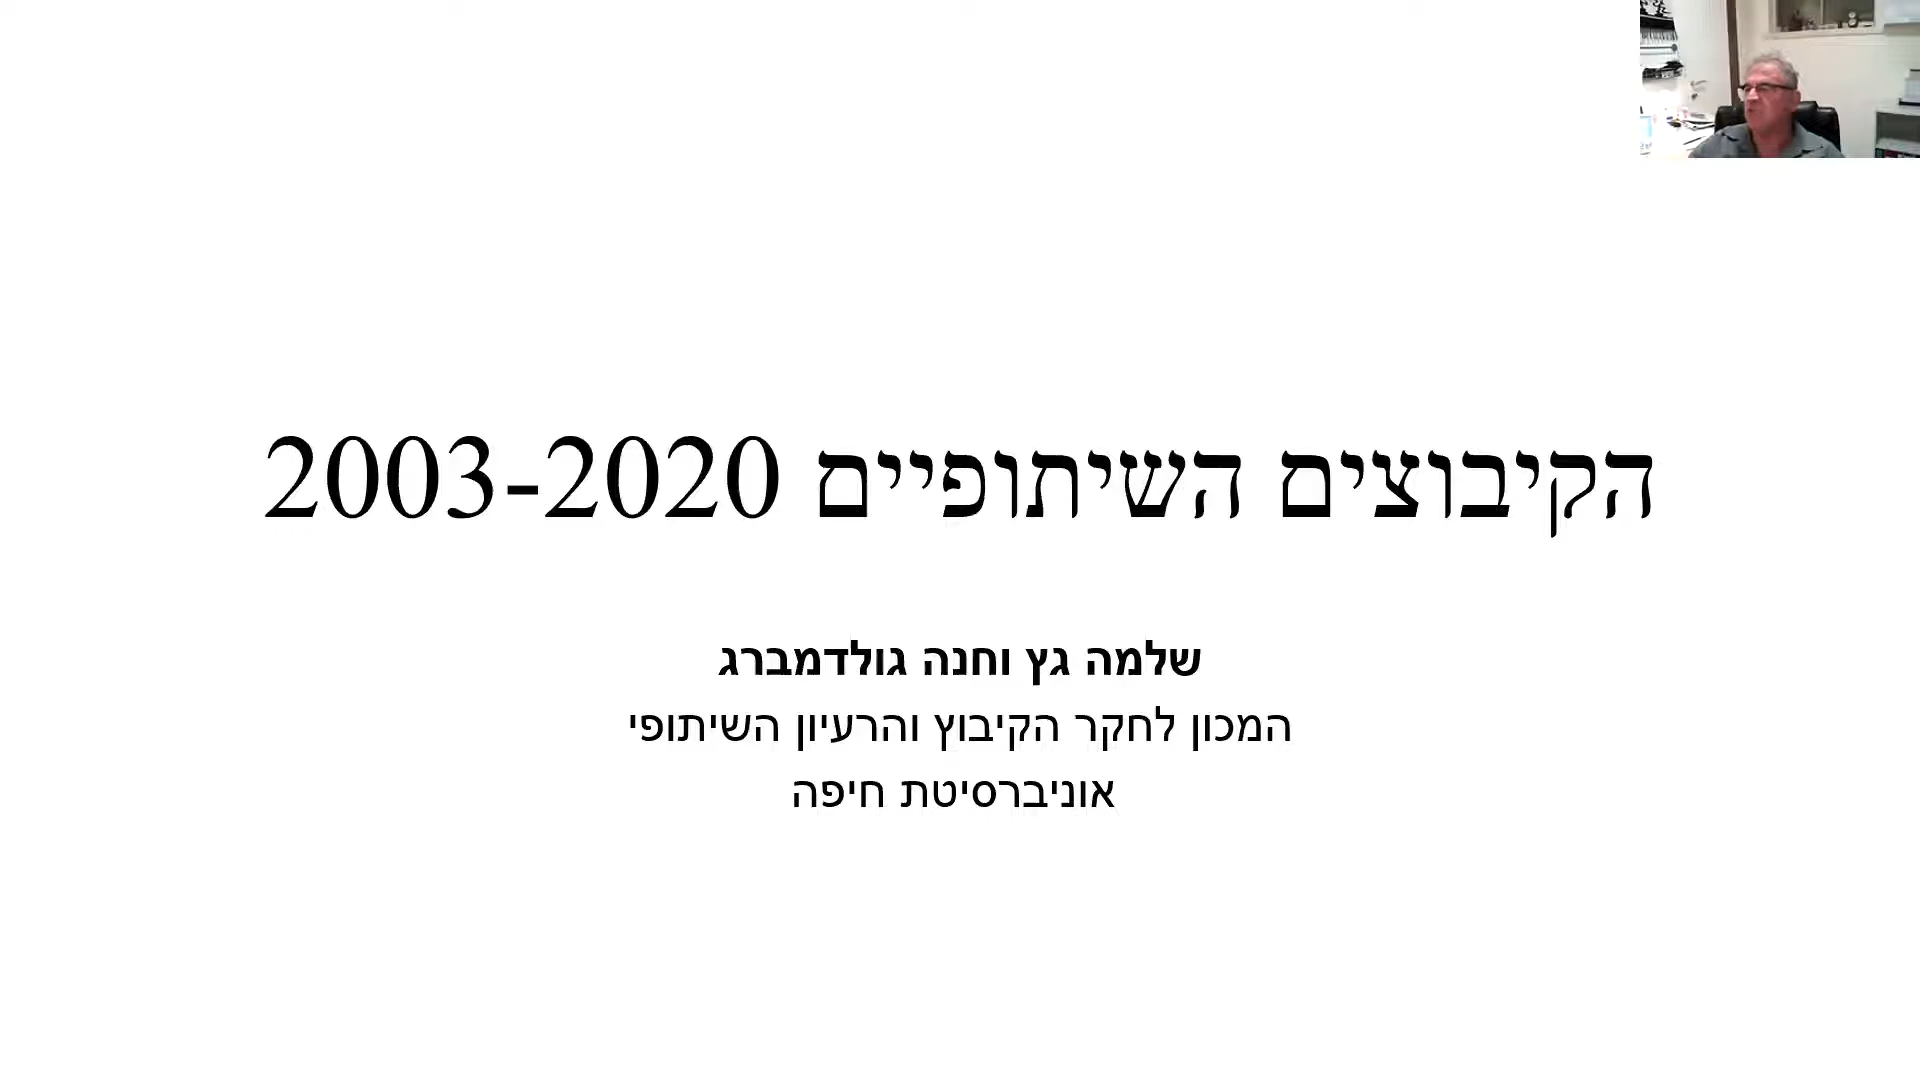 הקיבוצים השיתופיים 2003-2020
שלמה גץ וחנה גולדמברג
המכון לחקר הקיבוץ והרעיון השיתופי
אוניברסיטת חיפה